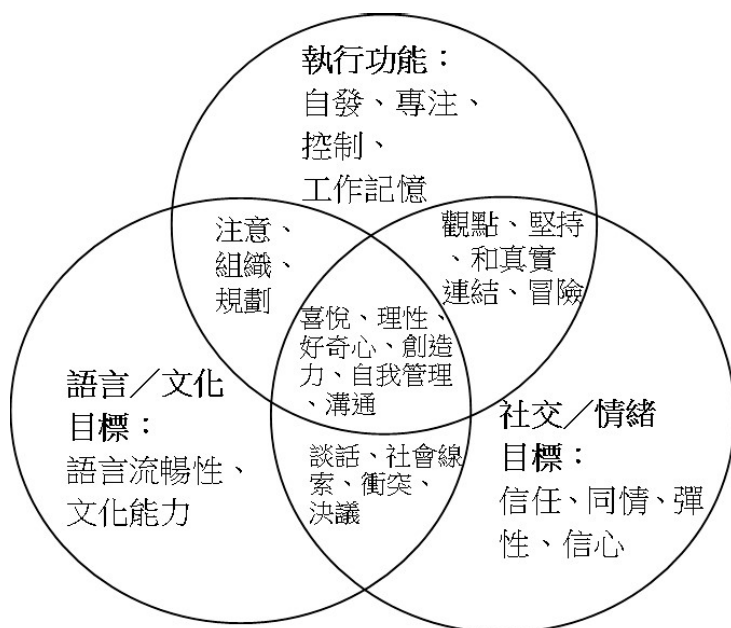 執行功能：
自發、專注、
控制、
工作記憶
注意、
組織、
規劃
觀點、堅持
、和真實
連結、冒險
喜悅、理性、
好奇心、創造
力、自我管理
、溝通
語言／文化
目標：
語言流暢性、
文化能力
談話、社會線
索、衝突、
決議
社交／情緒
目標：
信任、同情、彈
性、信心